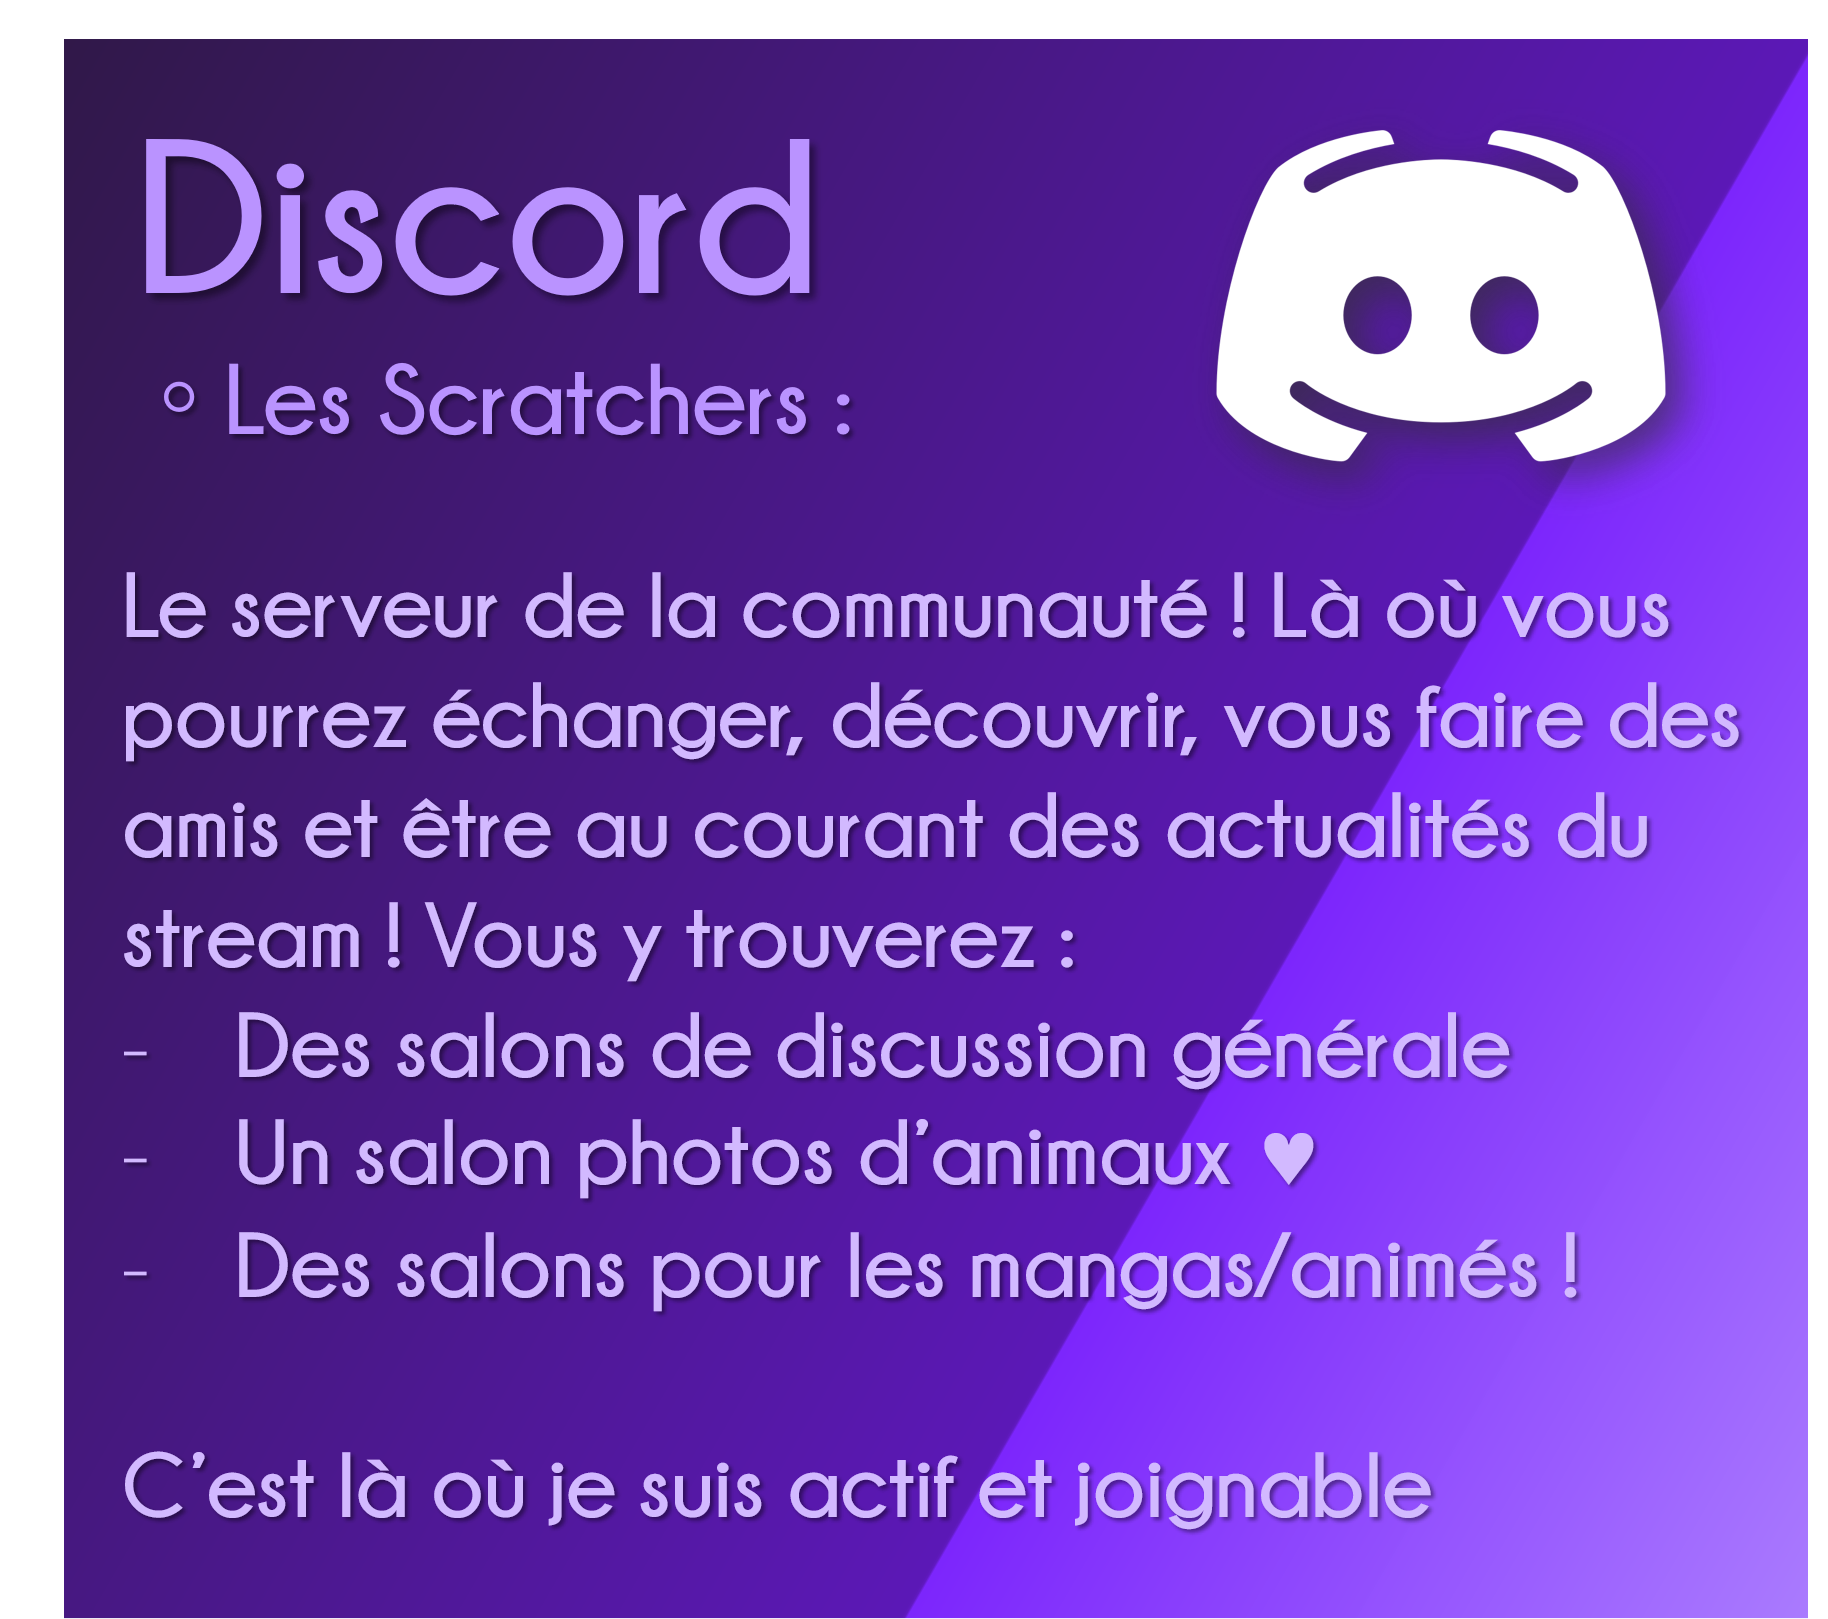 Discord
° Les Scratchers :
Le serveur de la communauté ! Là où vous
pourrez échanger, découvrir, vous faire des
amis et être au courant des actualités du
stream ! Vous y trouverez :
- Des salons de discussion générale
- Un salon photos d’animaux ♥
- Des salons pour les mangas/animés !
C’est là où je suis actif et joignable